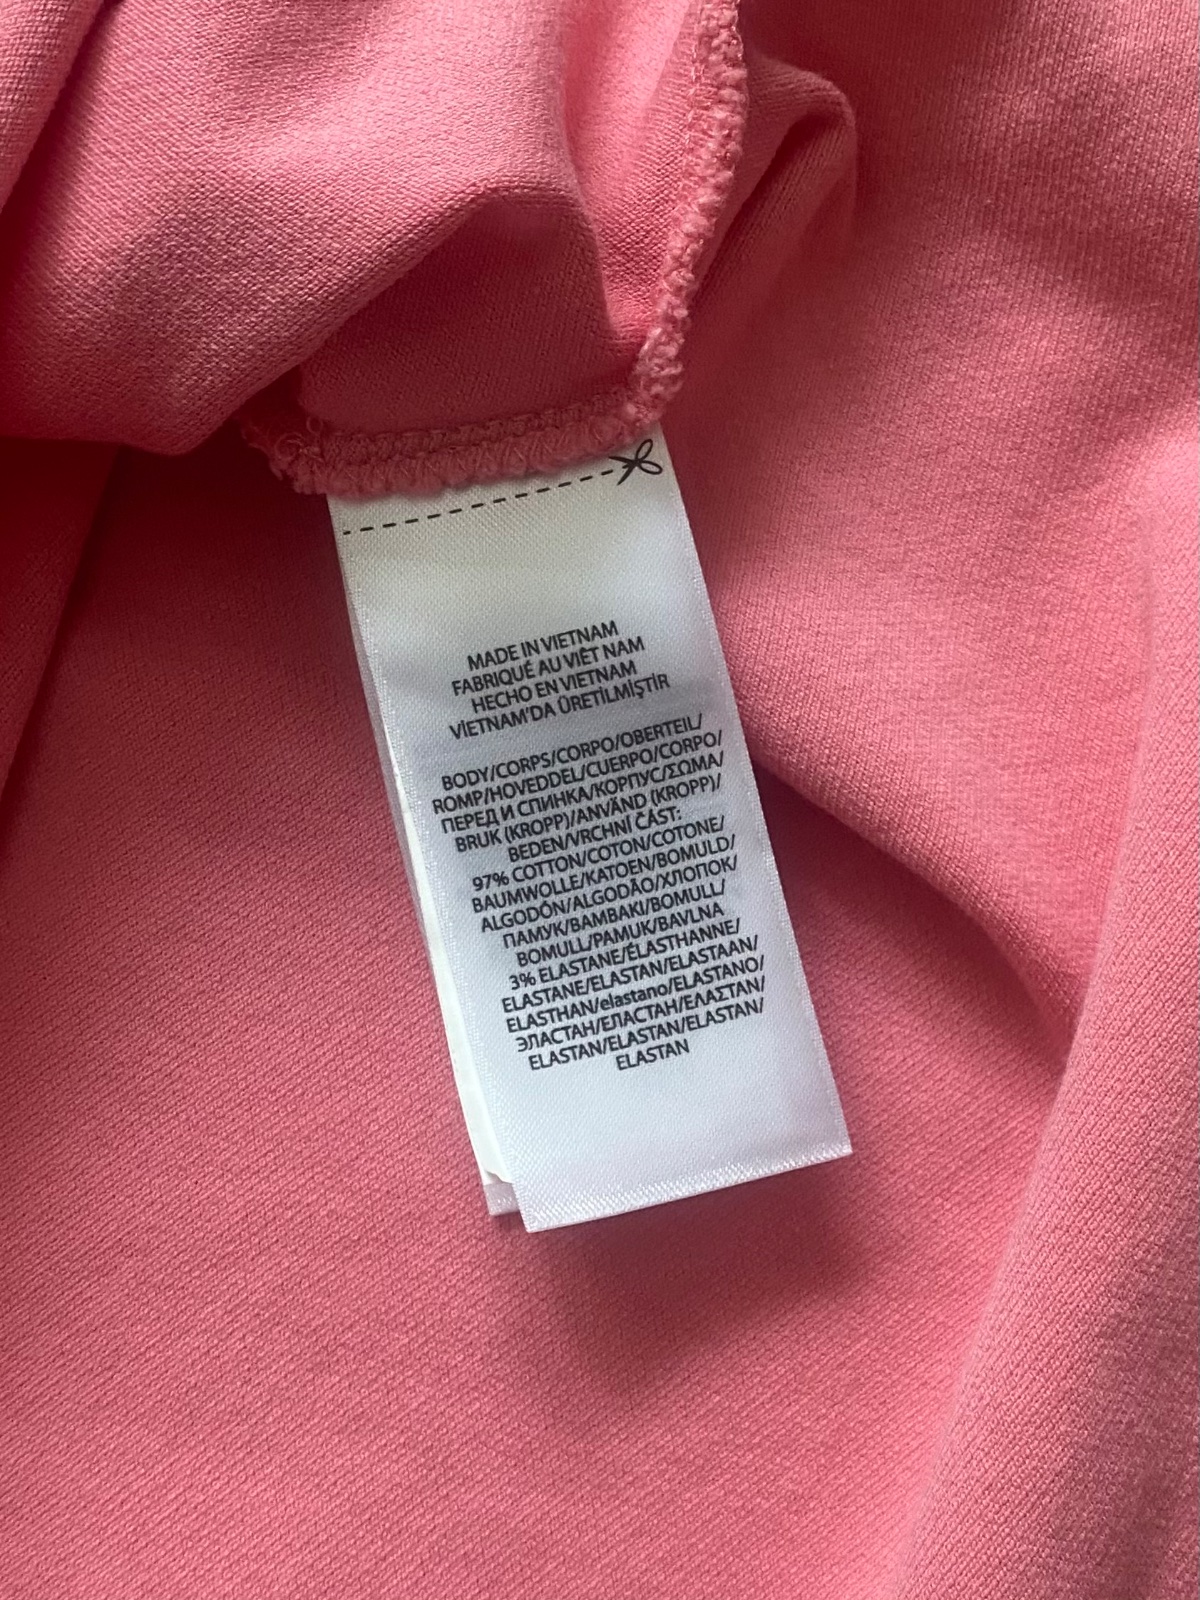 MADE IN VIETNAM
FABRIQUÉ AU VIÊT NAM
HECHO EN VIETNAM
VİETNAM'DA ÜRETİLMİŞTİR
BODY/CORPS/CORPO/OBERTEIL/
ROMP/HOVEDDEL/CUERPO/CORPO/
ПЕРЕД И СПИНКА/КОРПУС/ΣΩΜΑ/
BRUK (KROPP)/ANVÄND (KROPP)/
BEDEN/VRCHNÍ ČÁST:
97% COTTON/COTON/COTONE/
BAUMWOLLE/KATOEN/BOMULD/
ALGODÓN/ALGODÃO/ХЛОПОК/
ПАМУК/BAMBAKI/BOMULL/
BOMULL/PAMUK/BAVLNA
3% ELASTANE/ÉLASTHANNE/
ELASTANE/ELASTAN/ELASTAAN/
ELASTHAN/elastano/ELASTANO/
ЭЛАСТАН/ЕЛАСТАН/ΕΛΑΣΤΑΝ/
ELASTAN/ELASTAN/ELASTAN/
ELASTAN